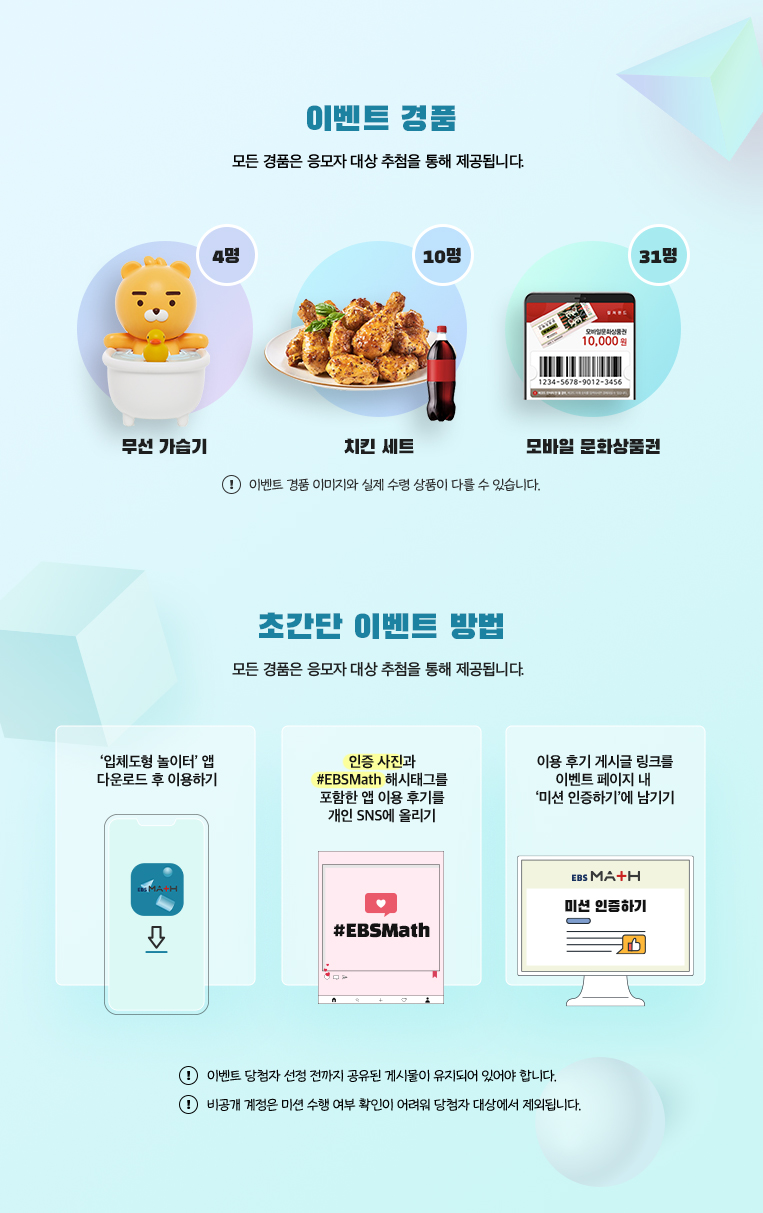 이벤트 경품
모든 경품은 응모자 대상 추첨을 통해 제공됩니다.
4명
10명
31명
모바일문화상품권
10,000원
1234-5678-9012-3456
무선 가습기
치킨 세트
모바일 문화상품권
! 이벤트 경품 이미지와 실제 수령 상품이 다를 수 있습니다.
초간단 이벤트 방법
모든 경품은 응모자 대상 추첨을 통해 제공됩니다.
‘입체도형 놀이터’ 앱
다운로드 후 이용하기
EBS MATH
인증 사진과
#EBSMath 해시태그를
포함한 앱 이용 후기를
개인 SNS에 올리기
#EBSMath
이용 후기 게시글 링크를
이벤트 페이지 내
‘미션 인증하기’에 남기기
EBS MATH
미션 인증하기
! 이벤트 당첨자 선정 전까지 공유된 게시물이 유지되어 있어야 합니다.
! 비공개 계정은 미션 수행 여부 확인이 어려워 당첨자 대상에서 제외됩니다.